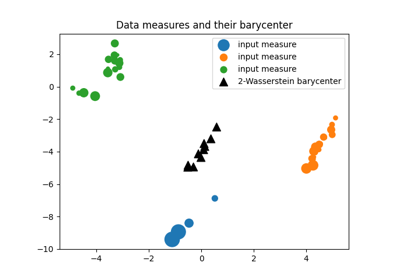 Data measures and their barycenter
input measure
input measure
input measure
2-Wasserstein barycenter
2
0
−2
−4
−6
−8
−10
−4
−2
0
2
4